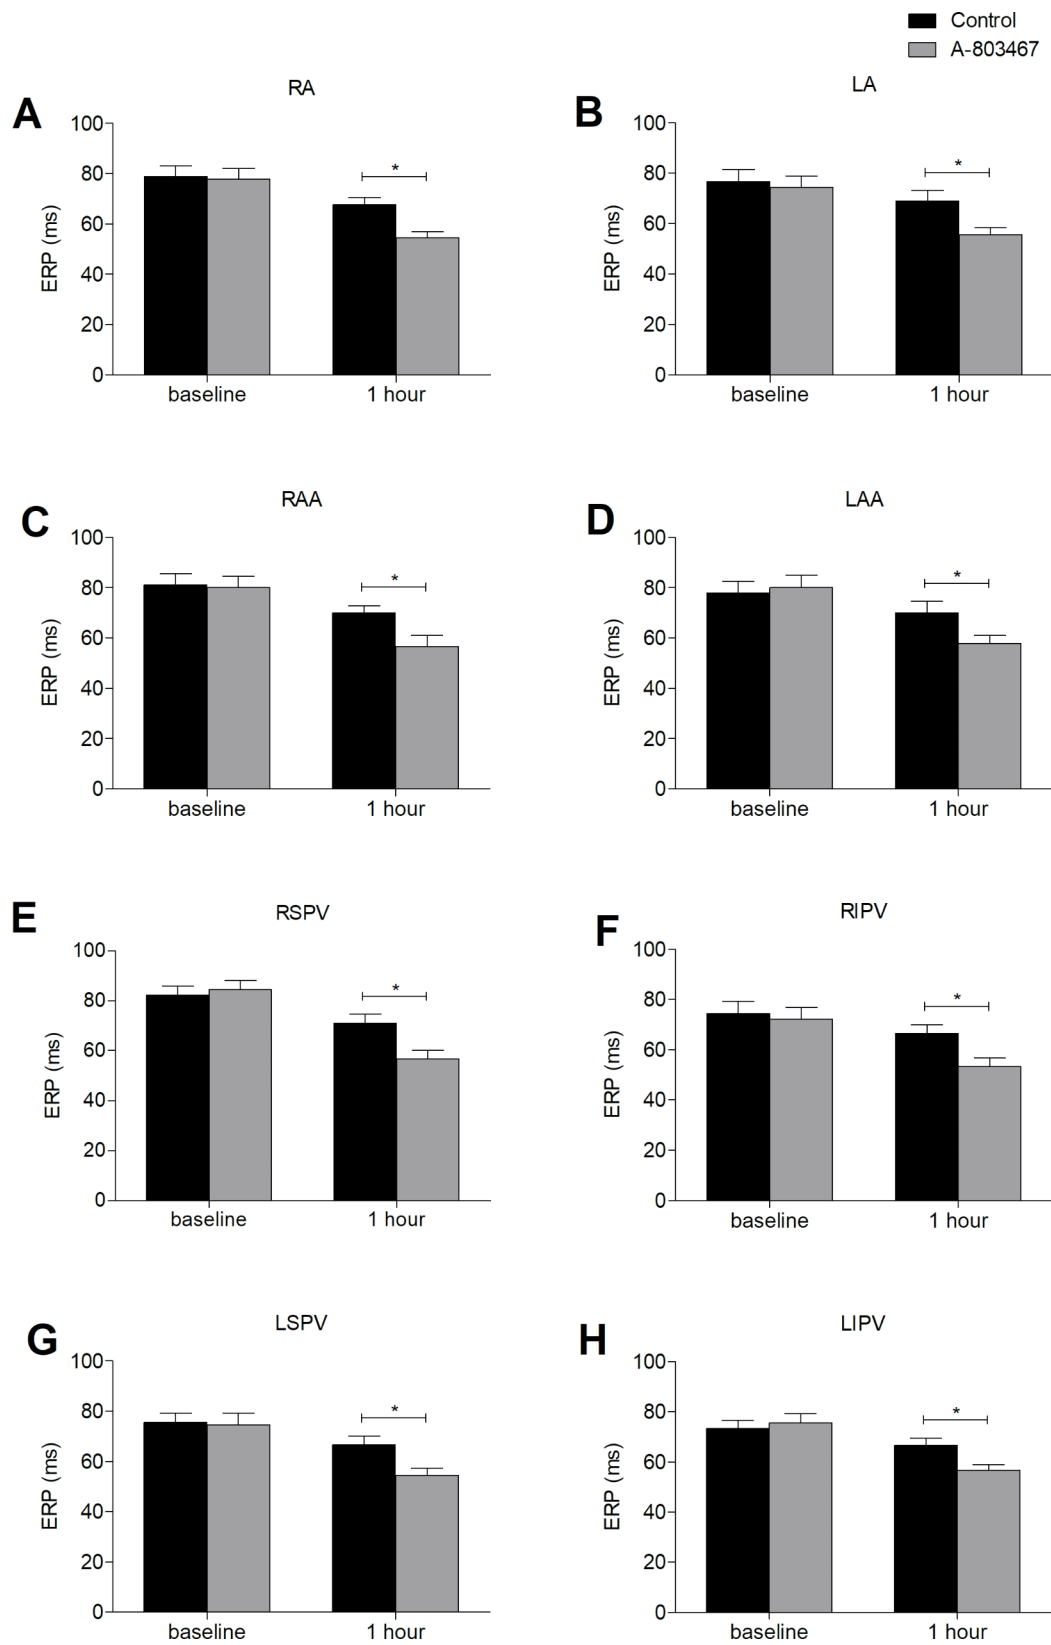 Control
A-803467
A
RA
ERP (ms)
100
80
60
40
20
0
*
baseline
1 hour
B
LA
ERP (ms)
100
80
60
40
20
0
*
baseline
1 hour
C
RAA
ERP (ms)
100
80
60
40
20
0
*
baseline
1 hour
D
LAA
ERP (ms)
100
80
60
40
20
0
*
baseline
1 hour
E
RSPV
ERP (ms)
100
80
60
40
20
0
*
baseline
1 hour
F
RIPV
ERP (ms)
100
80
60
40
20
0
*
baseline
1 hour
G
LSPV
ERP (ms)
100
80
60
40
20
0
*
baseline
1 hour
H
LIPV
ERP (ms)
100
80
60
40
20
0
*
baseline
1 hour